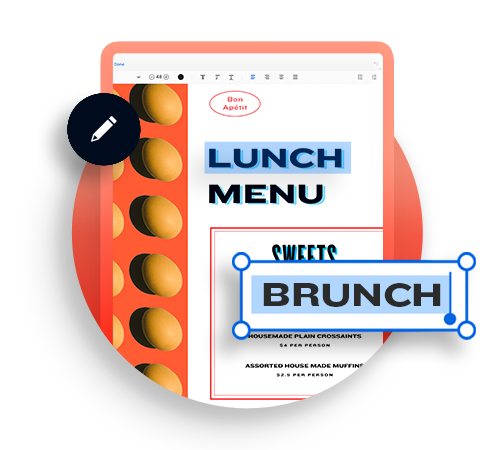 Done
48
T T T
Bon
Apétit
LUNCH
MENU
SWEETS
BRUNCH
HOUSEMADE PLAIN CROSSAINTS
$4 PER PERSON
ASSORTED HOUSE MADE MUFFINS
$2.5 PER PERSON